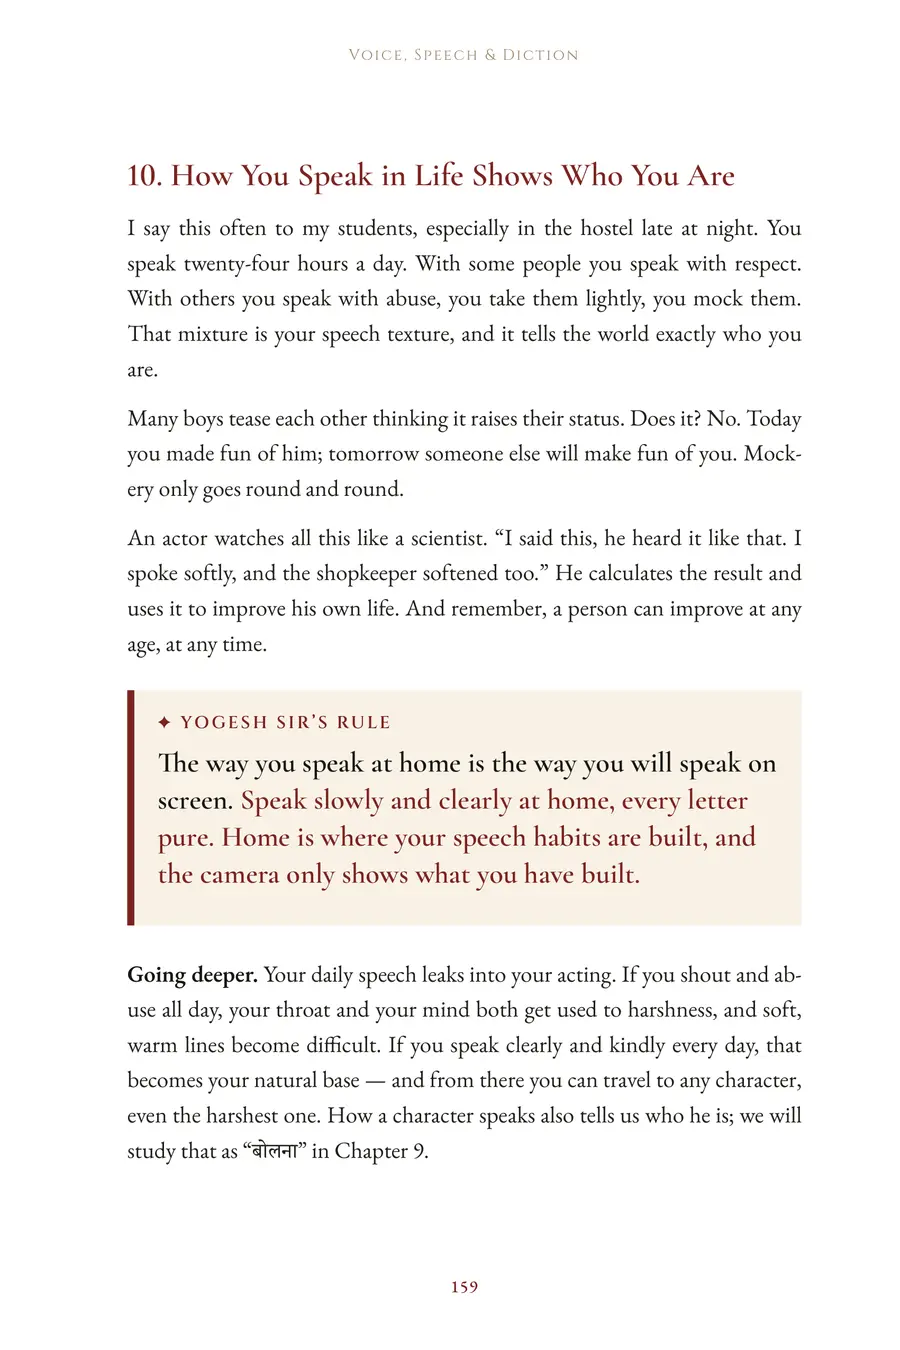 VOICE, SPEECH & DICTION
10. How You Speak in Life Shows Who You Are
I say this often to my students, especially in the hostel late at night. You
speak twenty-four hours a day. With some people you speak with respect.
With others you speak with abuse, you take them lightly, you mock them.
That mixture is your speech texture, and it tells the world exactly who you
are.
Many boys tease each other thinking it raises their status. Does it? No. Today
you made fun of him; tomorrow someone else will make fun of you. Mock-
ery only goes round and round.
An actor watches all this like a scientist. “I said this, he heard it like that. I
spoke softly, and the shopkeeper softened too.” He calculates the result and
uses it to improve his own life. And remember, a person can improve at any
age, at any time.
✦ YOGESH SIR’S RULE
The way you speak at home is the way you will speak on
screen. Speak slowly and clearly at home, every letter
pure. Home is where your speech habits are built, and
the camera only shows what you have built.
Going deeper. Your daily speech leaks into your acting. If you shout and ab-
use all day, your throat and your mind both get used to harshness, and soft,
warm lines become difficult. If you speak clearly and kindly every day, that
becomes your natural base — and from there you can travel to any character,
even the harshest one. How a character speaks also tells us who he is; we will
study that as “बोलना” in Chapter 9.
159